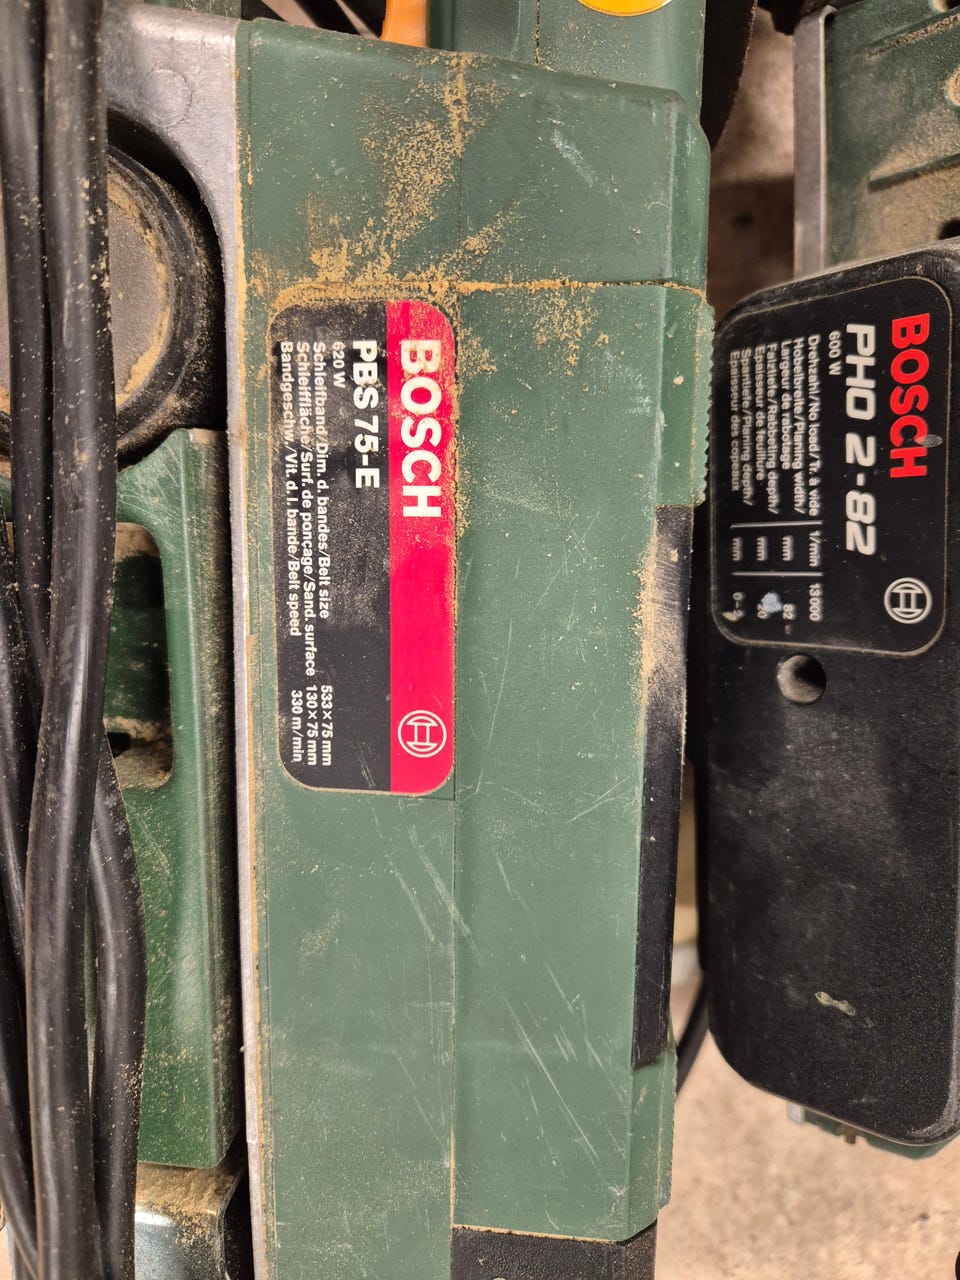 BOSCH
PBS 75-E
620 W
Schleifband/Dim. d. bandes/Belt size 533 × 75 mm
Schleiffläche/Surf. de ponçage/Sand. surface 130 × 75 mm
Bandgeschw./Vit. d. l. bande/Belt speed 330 m/min
BOSCH
PHO 2-82
600 W
Drehzahl/No load/Tr. à vide 1/min 13000
Hobelbreite/Planing width/
Largeur de rabotage mm 82
Falztiefe/Rabbeting depth/
Epaisseur de feuillure mm 20
Spantiefe/Planing depth/
Epaisseur des copeaux mm 0-